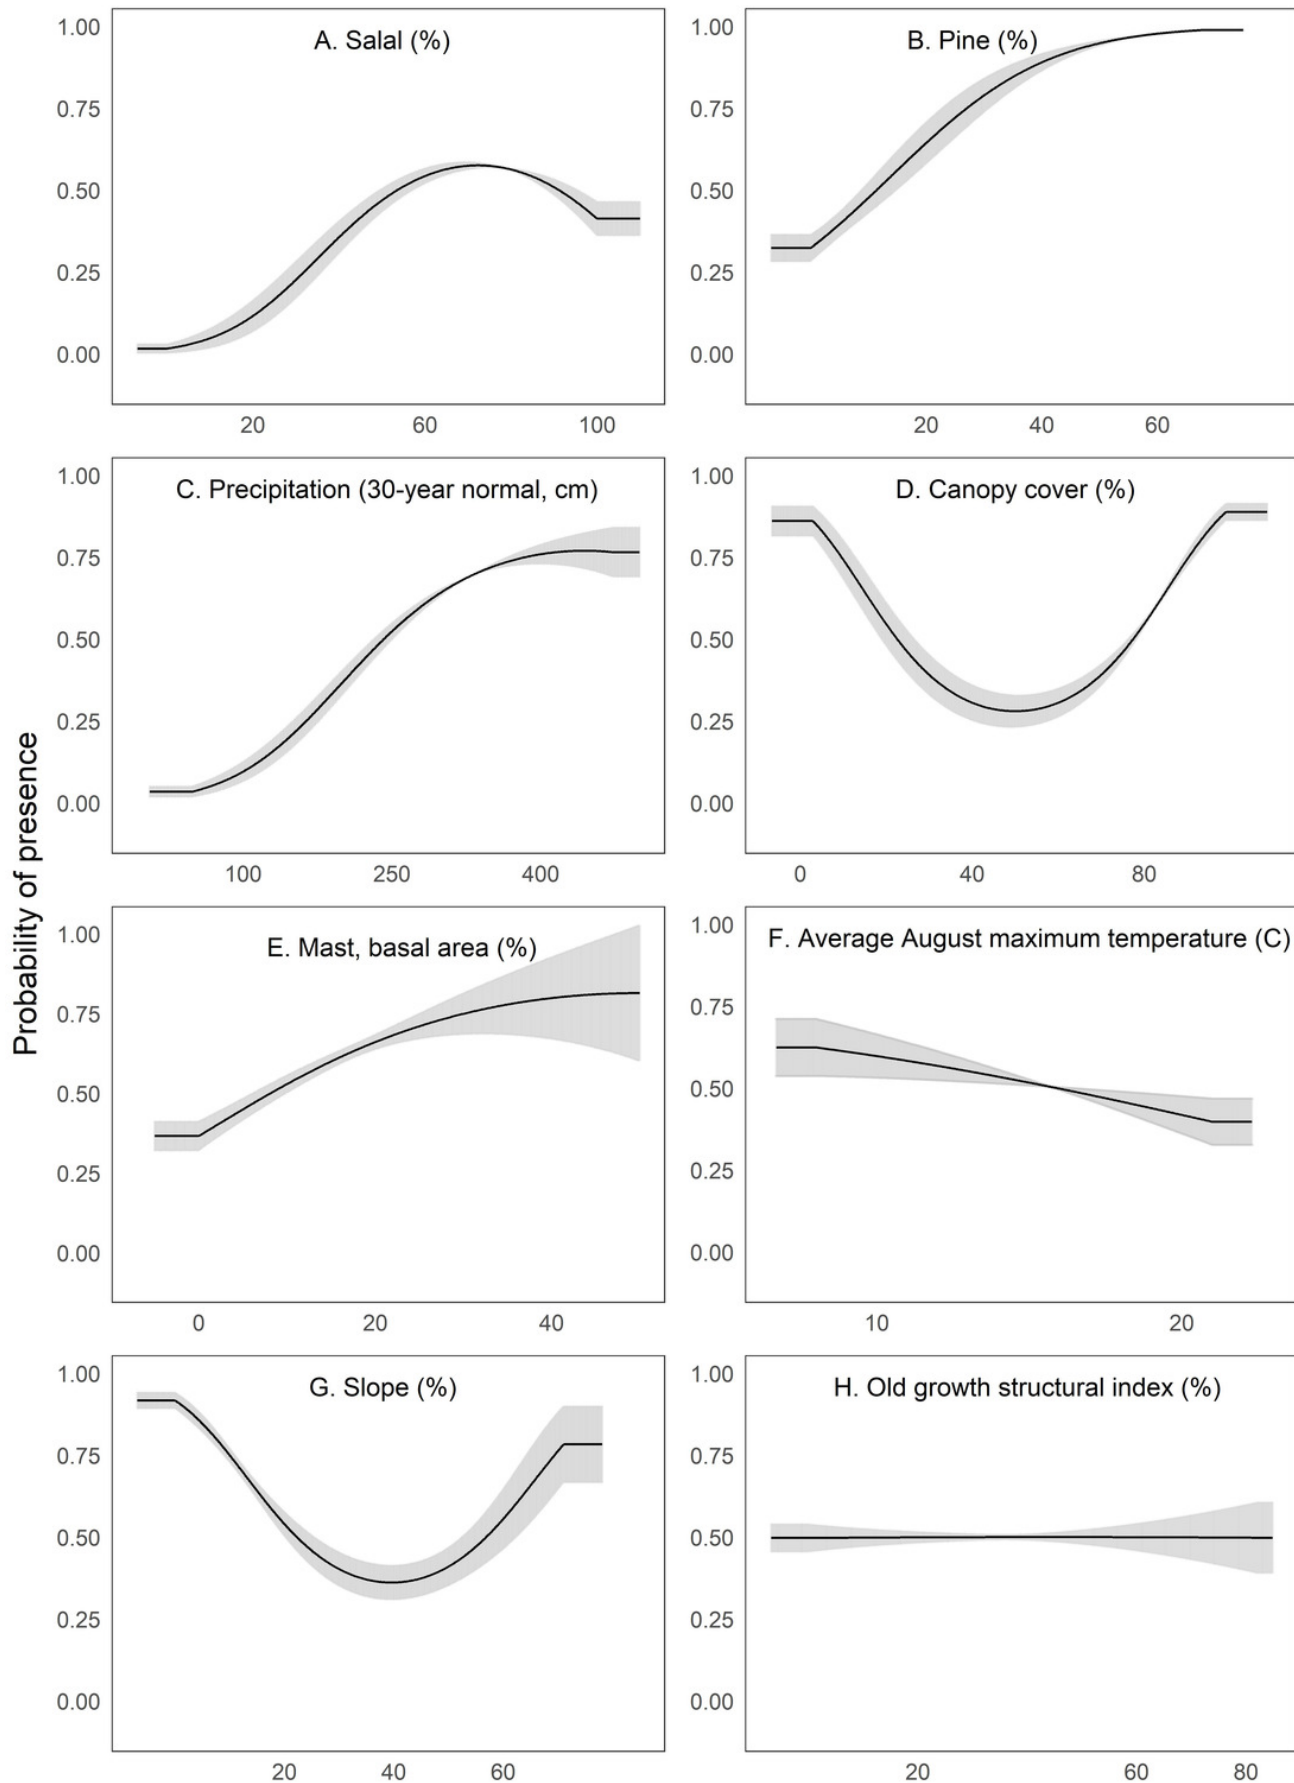 A. Salal (%)
1.00
0.75
0.50
0.25
0.00
20 60 100
B. Pine (%)
1.00
0.75
0.50
0.25
0.00
20 40 60
C. Precipitation (30-year normal, cm)
1.00
0.75
0.50
0.25
0.00
100 250 400
D. Canopy cover (%)
1.00
0.75
0.50
0.25
0.00
0 40 80
Probability of presence
E. Mast, basal area (%)
1.00
0.75
0.50
0.25
0.00
0 20 40
F. Average August maximum temperature (C)
1.00
0.75
0.50
0.25
0.00
10 20
G. Slope (%)
1.00
0.75
0.50
0.25
0.00
20 40 60
H. Old growth structural index (%)
1.00
0.75
0.50
0.25
0.00
20 60 80